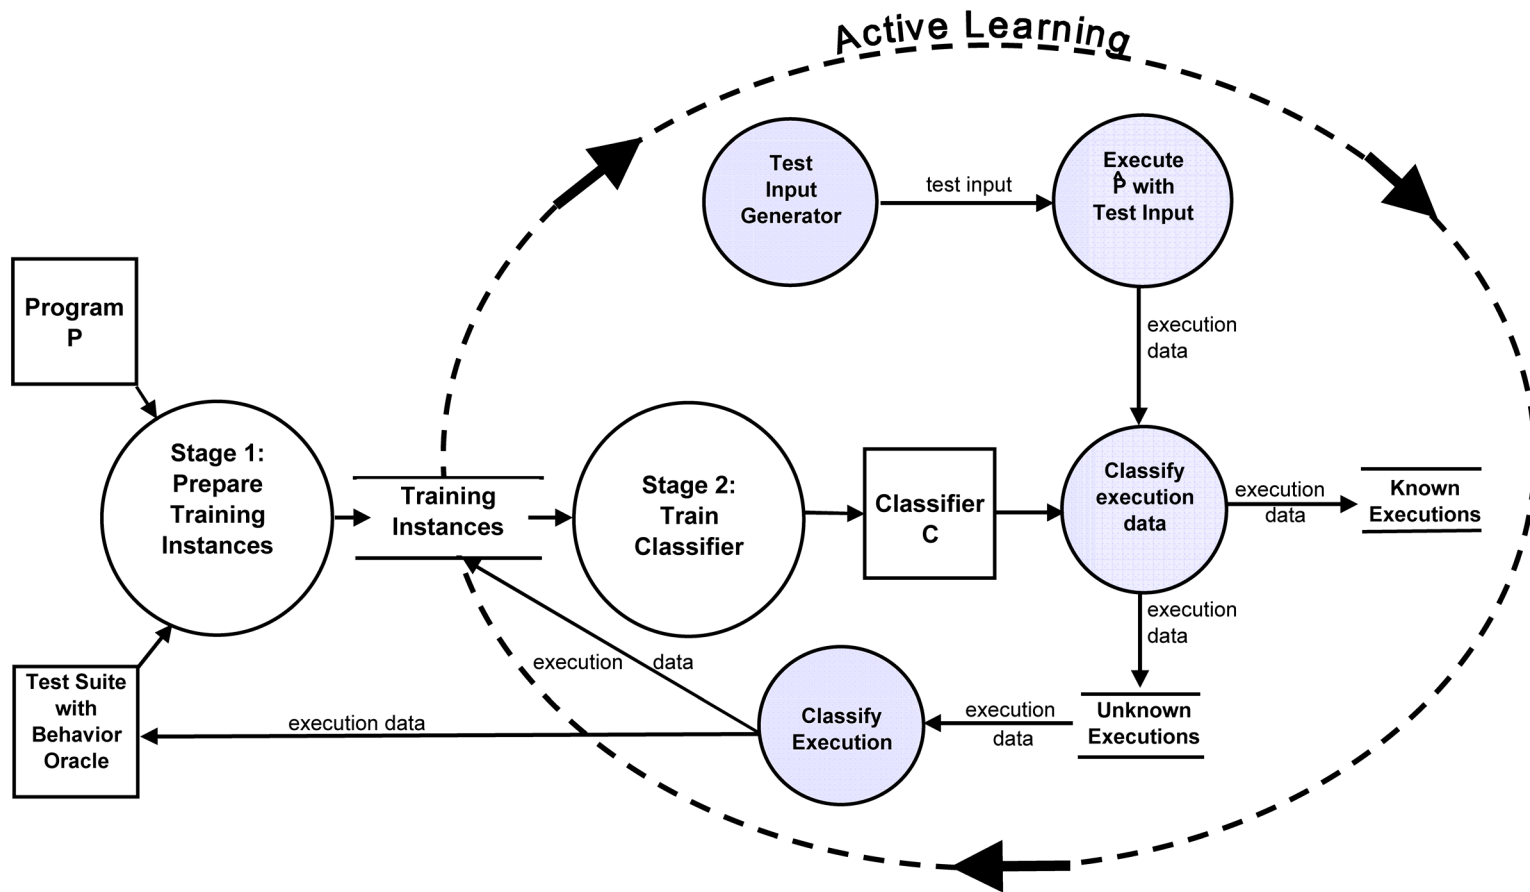 Active Learning
Test
Input
Generator
test input
Execute
P̂ with
Test Input
Program
P
execution
data
Stage 1:
Prepare
Training
Instances
Training
Instances
Stage 2:
Train
Classifier
Classifier
C
Classify
execution
data
execution
data
Known
Executions
execution
data
Test Suite
with
Behavior
Oracle
execution data
execution data
Classify
Execution
execution
data
Unknown
Executions